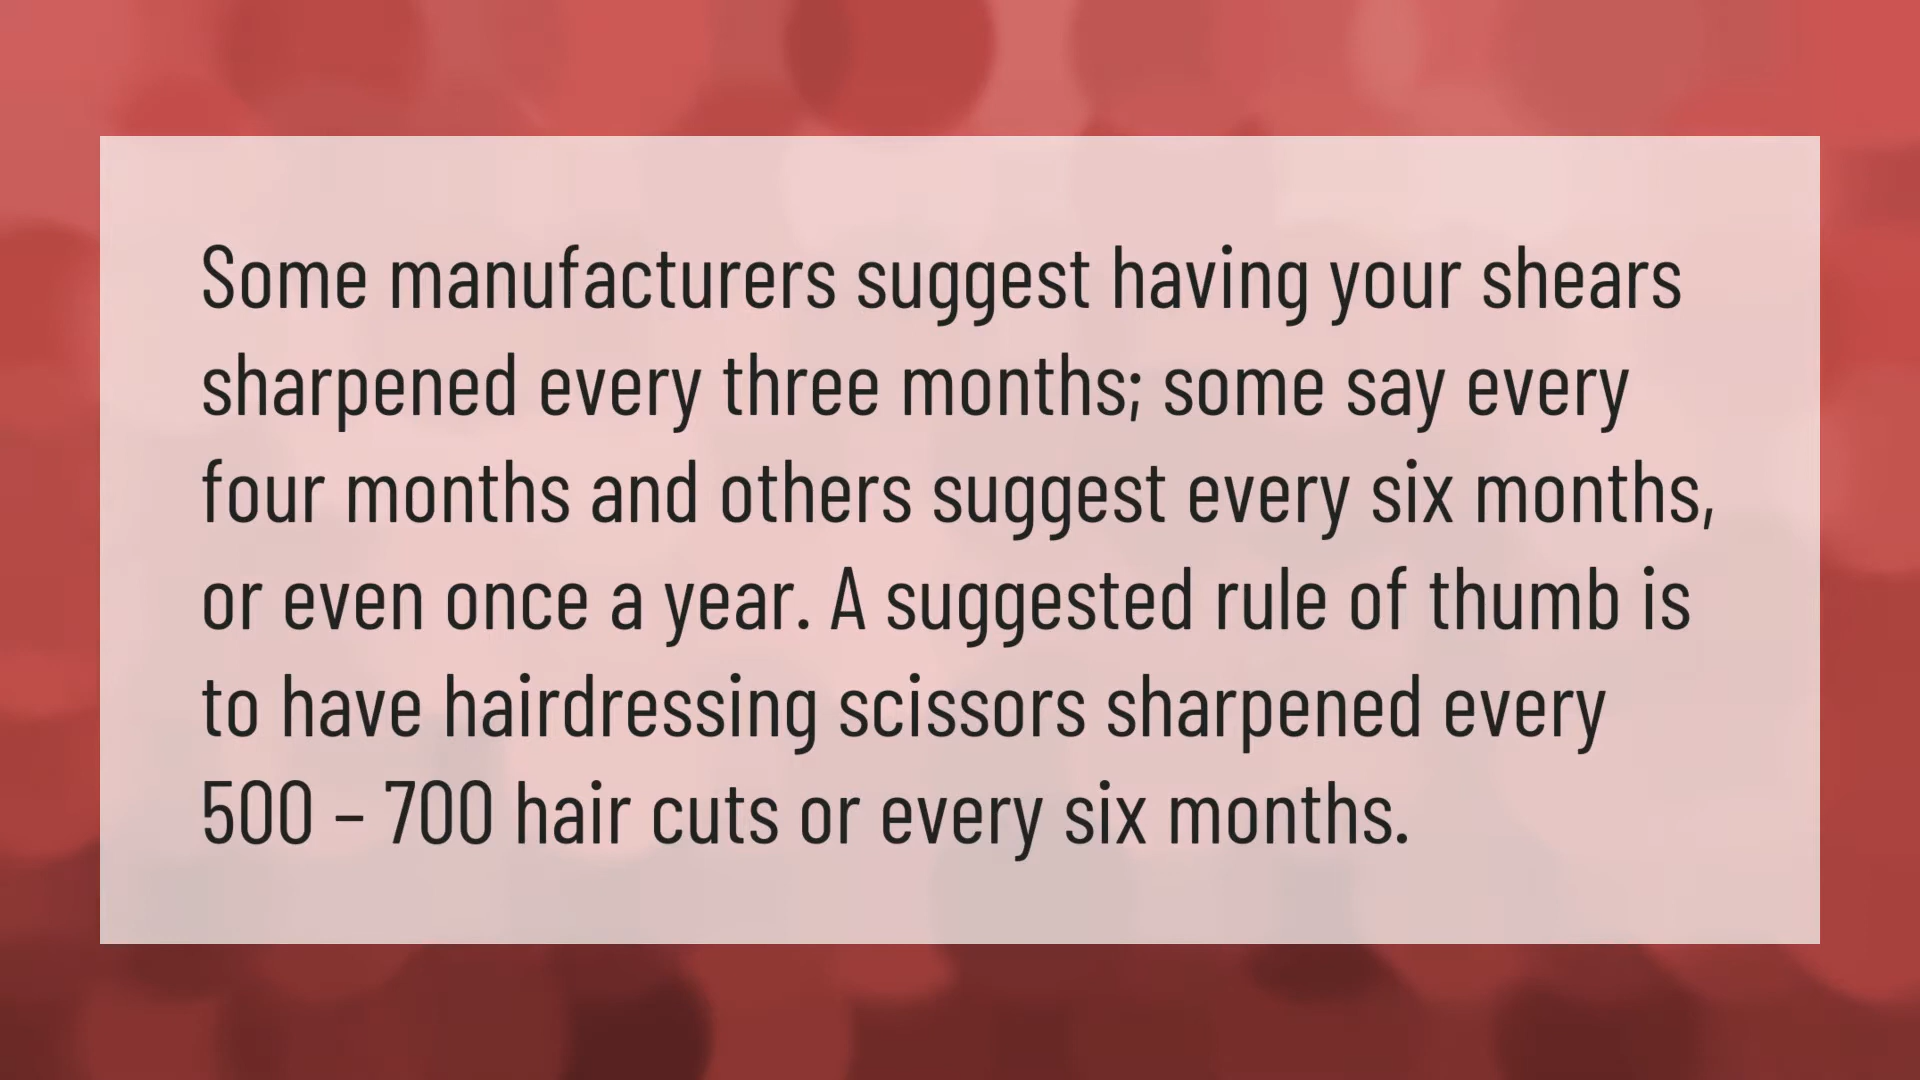 Some manufacturers suggest having your shears
sharpened every three months; some say every
four months and others suggest every six months,
or even once a year. A suggested rule of thumb is
to have hairdressing scissors sharpened every
500 – 700 hair cuts or every six months.